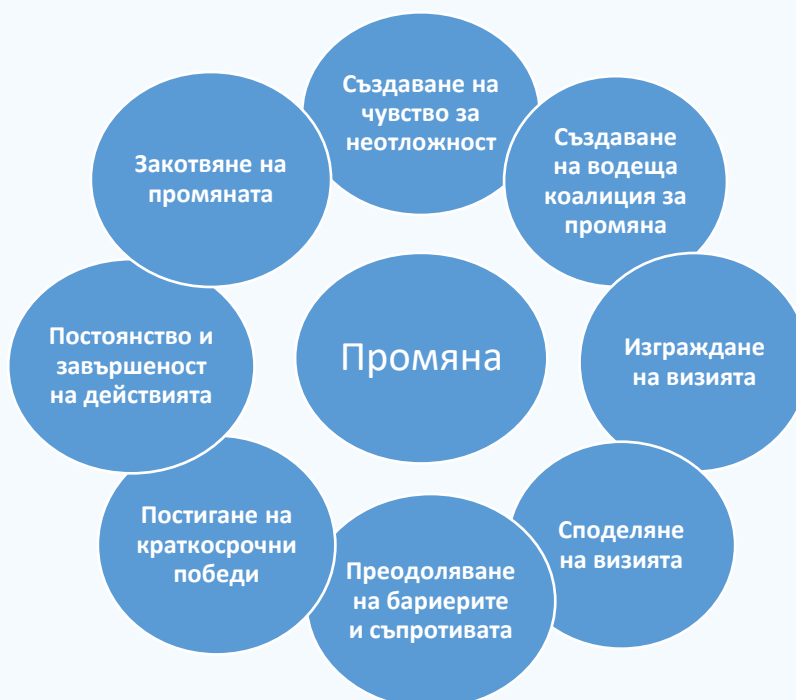 Създаване на
чувство за
неотложност
Създаване
на водеща
коалиция за
промяна
Изграждане
на визията
Споделяне
на визията
Преодоляване
на бариерите
и съпротивата
Постигане на
краткосрочни
победи
Постоянство и
завършеност
на действията
Закотвяне на
промяната
Промяна